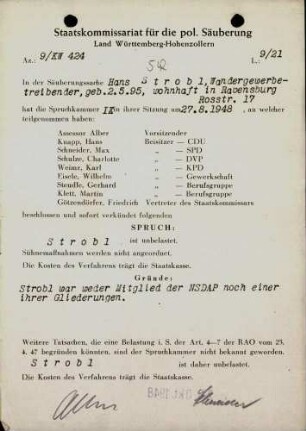 Staatskommissariat für die pol. Säuberung
Land Württemberg-Hohenzollern
Az.: 9/KW 424 L.: 9/21
In der Säuberungssache Hans Strobl, Wandergewerbe-
treibender, geb. 2.5.95, wohnhaft in Ravensburg
Rosstr. 17
hat die Spruchkammer II in ihrer Sitzung am 27.8.1948, an welcher
teilgenommen haben:
Assessor Alber Vorsitzender
Knapp, Hans Beisitzer — CDU
Schneider, Max „ — SPD
Schulze, Charlotte „ — DVP
Weimr, Karl „ — KPD
Eisele, Wilhelm „ — Gewerkschaft
Steudle, Gerhard „ — Berufsgruppe
Klett, Martin „ — Berufsgruppe
Götzendörfer, Friedrich Vertreter des Staatskommissars
beschlossen und sofort verkündet folgenden
SPRUCH:
Strobl ist unbelastet.
Sühnemaßnahmen werden nicht angeordnet.
Die Kosten des Verfahrens trägt die Staatskasse.
Gründe:
Strobl war weder Mitglied der NSDAP noch einer
ihrer Gliederungen.
Weitere Tatsachen, die eine Belastung i. S. der Art. 4—7 der RAO vom 25.
4. 47 begründen könnten, sind der Spruchkammer nicht bekannt geworden.
Strobl ist daher unbelastet.
Die Kosten des Verfahrens trägt die Staatskasse.